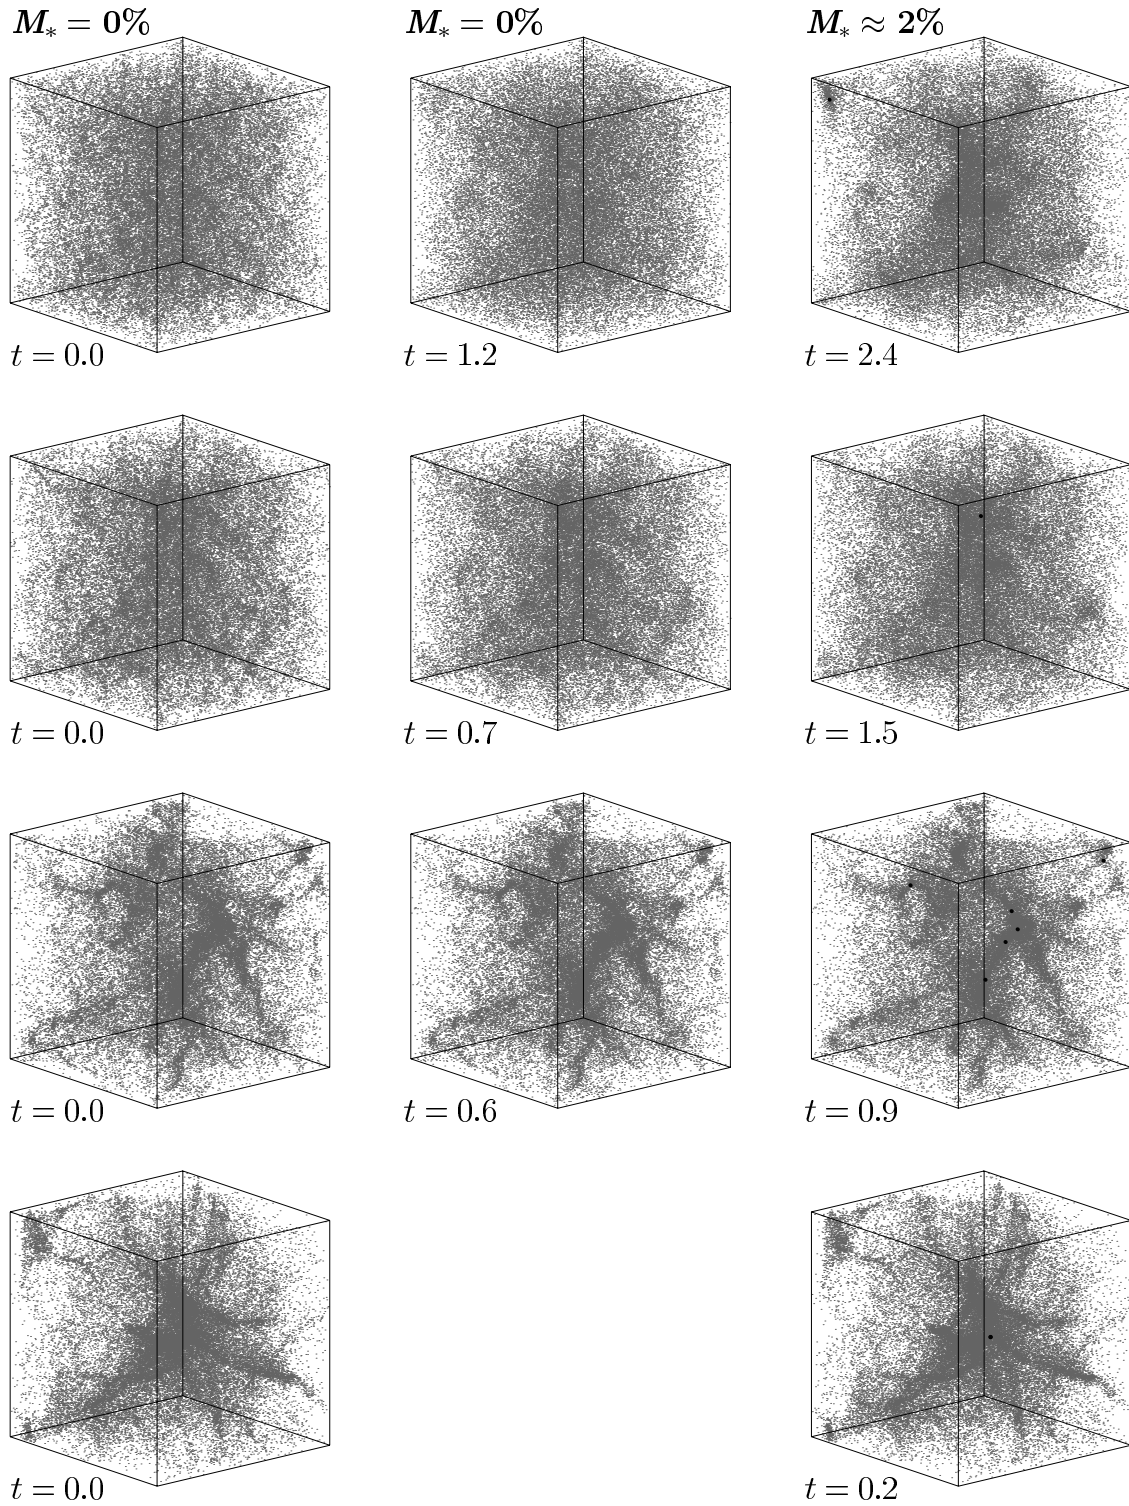 M* = 0% M* = 0% M* ≈ 2%
t = 0.0 t = 1.2 t = 2.4
t = 0.0 t = 0.7 t = 1.5
t = 0.0 t = 0.6 t = 0.9
t = 0.0 t = 0.2